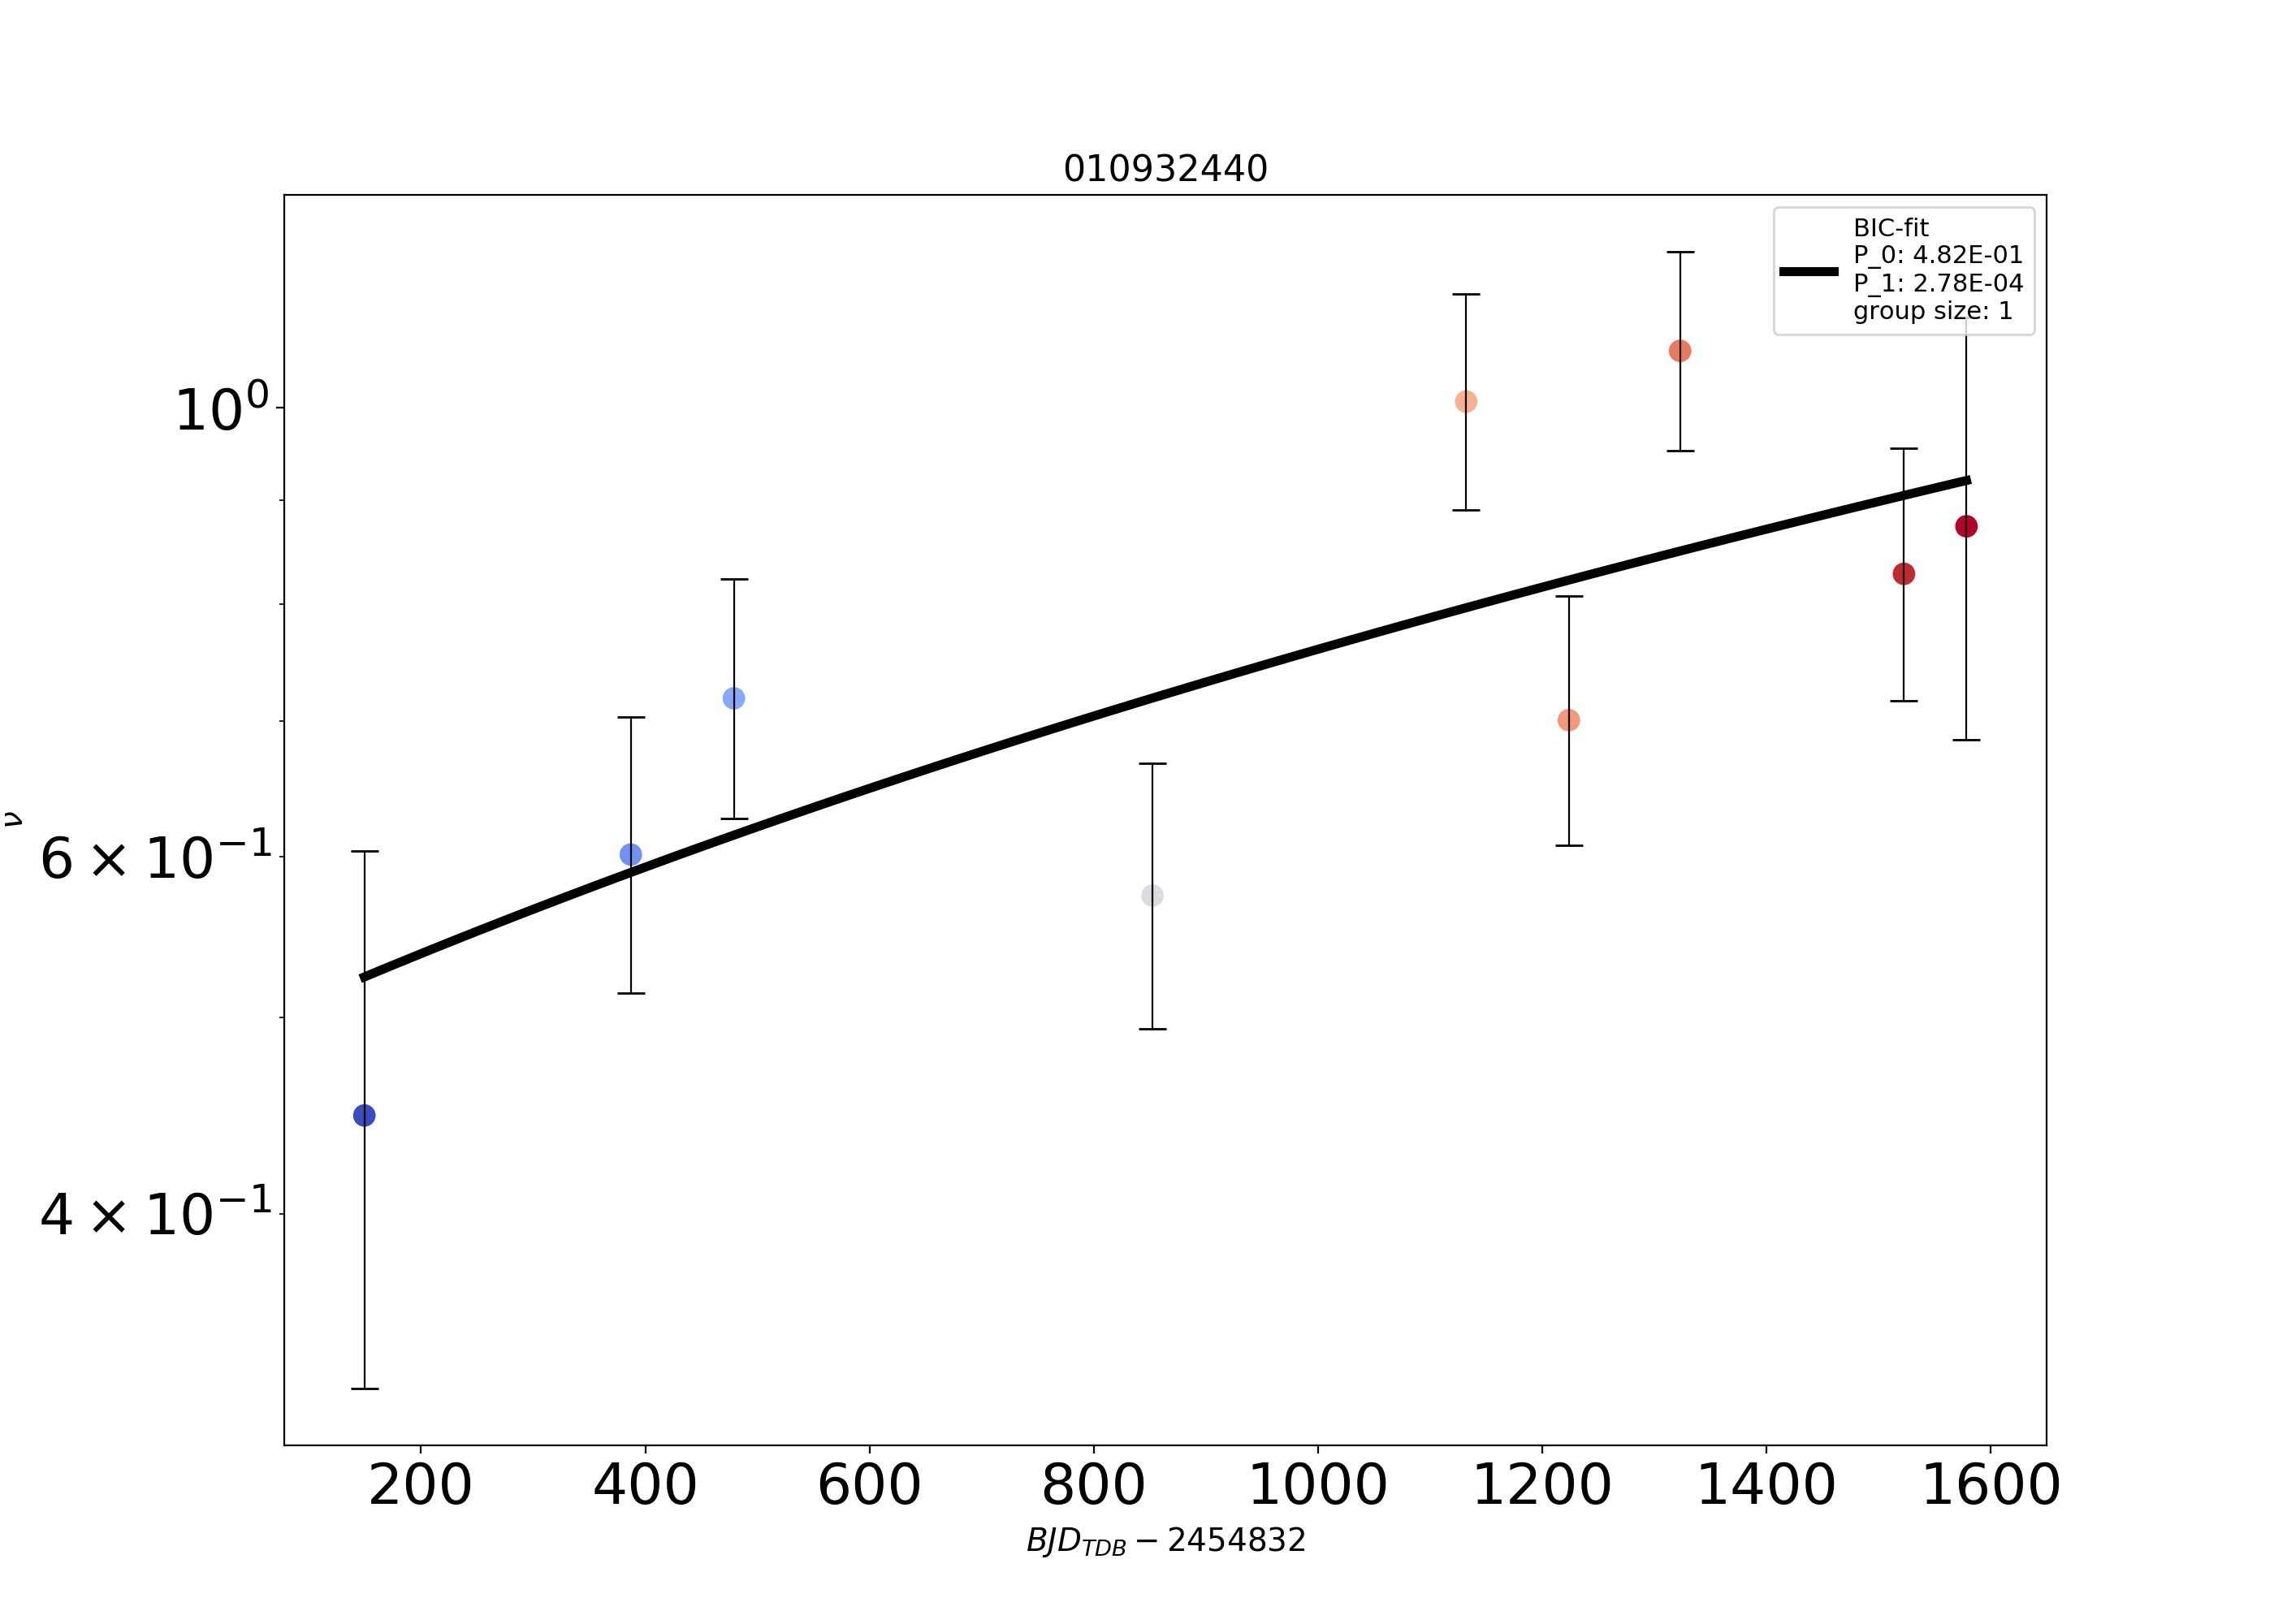 010932440
BIC-fit
P_0: 4.82E-01
P_1: 2.78E-04
group size: 1
10⁰
6 × 10⁻¹
4 × 10⁻¹
ν
200 400 600 800 1000 1200 1400 1600
BJD_TDB − 2454832